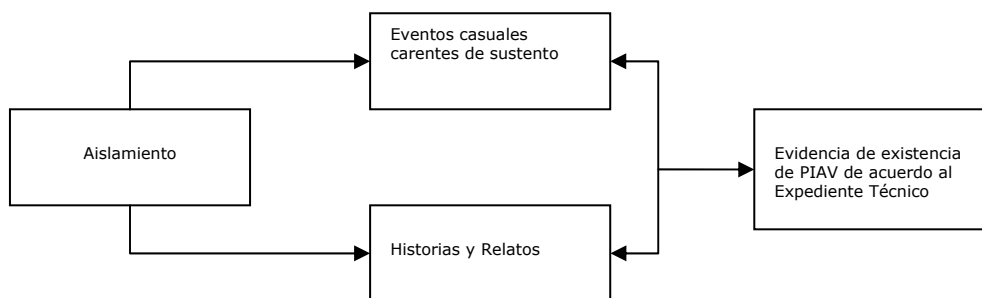 Eventos casuales
carentes de sustento
Aislamiento
Evidencia de existencia
de PIAV de acuerdo al
Expediente Técnico
Historias y Relatos